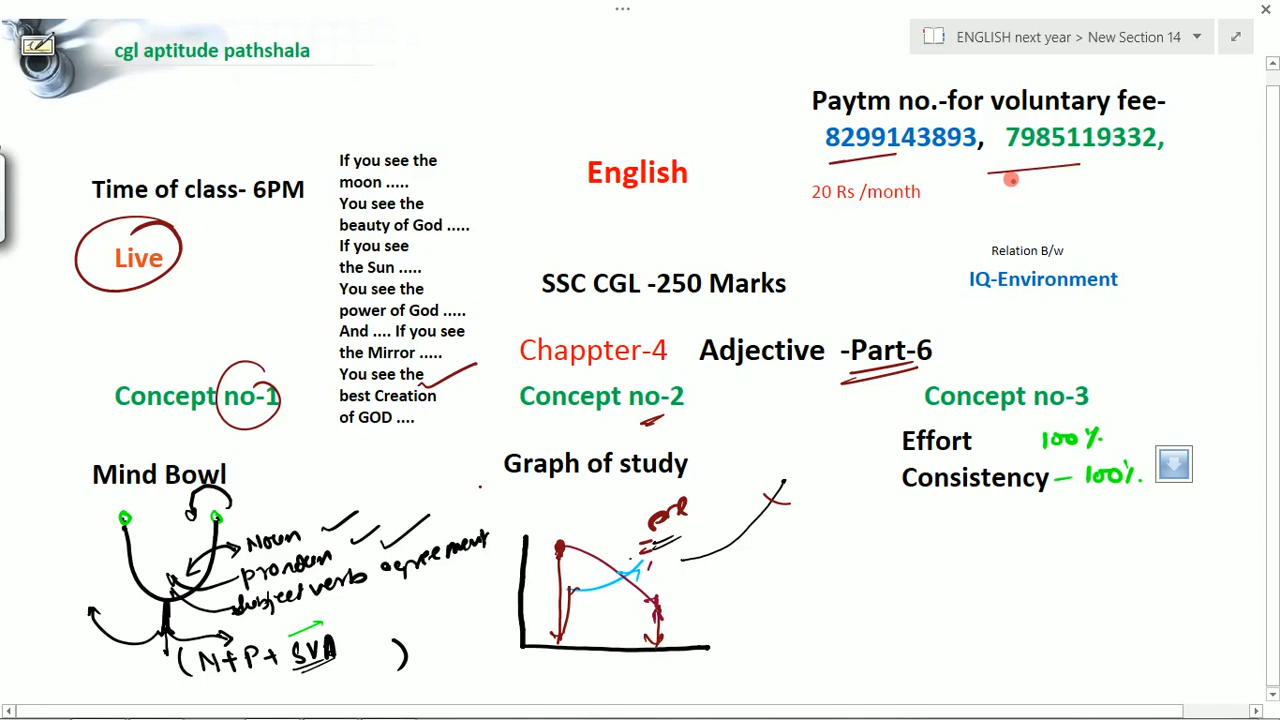 cgl aptitude pathshala
ENGLISH next year > New Section 14
Paytm no.-for voluntary fee-
8299143893, 7985119332,
20 Rs /month
Time of class- 6PM
Live
If you see the
moon .....
You see the
beauty of God .....
If you see
the Sun .....
You see the
power of God .....
And .... If you see
the Mirror .....
You see the
best Creation
of GOD ....
English
Relation B/w
IQ-Environment
SSC CGL -250 Marks
Chappter-4 Adjective -Part-6
Concept no-1
Concept no-2
Concept no-3
Effort 100%
Consistency - 100%
Mind Bowl
Noun
pronoun
subject verb agreement
(N+P+ SVA )
Graph of study